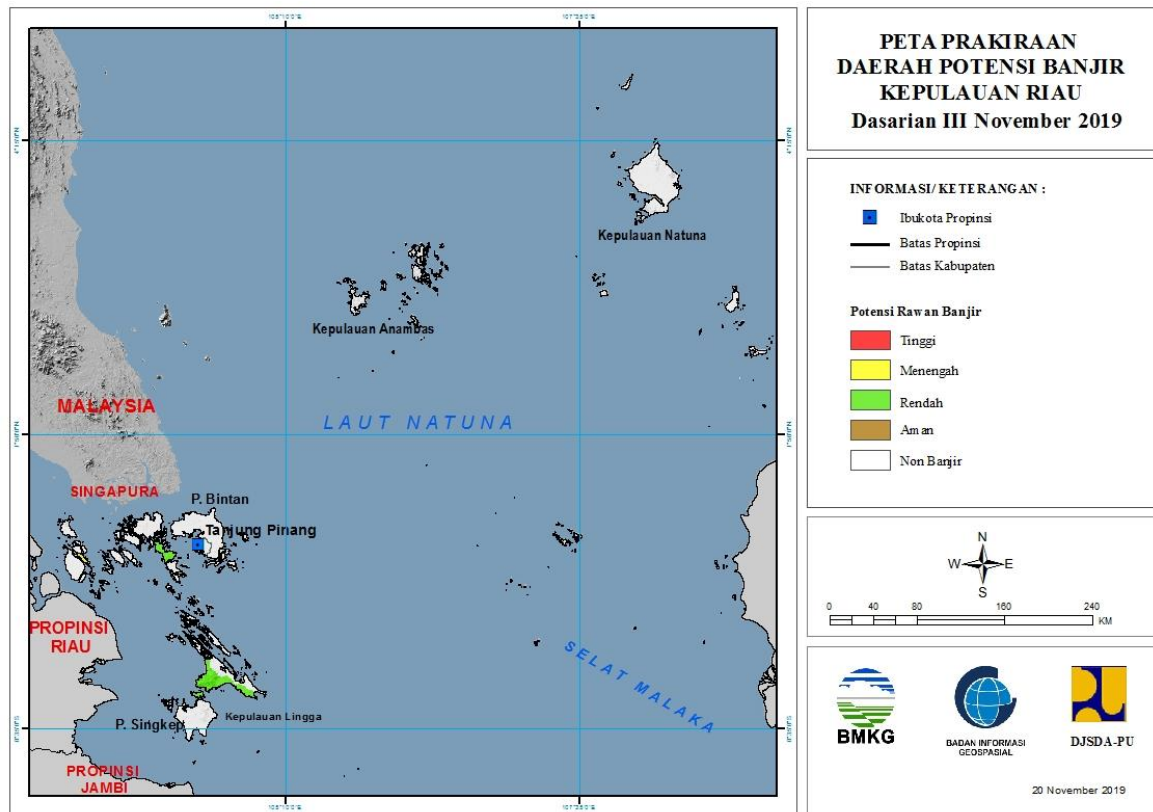 PETA PRAKIRAAN
DAERAH POTENSI BANJIR
KEPULAUAN RIAU
Dasarian III November 2019
INFORMASI/ KETERANGAN :
Ibukota Propinsi
Batas Propinsi
Batas Kabupaten
Potensi Rawan Banjir
Tinggi
Menengah
Rendah
Aman
Non Banjir
N
W E
S
0 40 80 160 240
KM
BMKG
BADAN INFORMASI
GEOSPASIAL
DJSDA-PU
20 November 2019
Kepulauan Natuna
Kepulauan Anambas
MALAYSIA
LAUT NATUNA
SINGAPURA
P. Bintan
Tanjung Pinang
PROPINSI
RIAU
SELAT MALAKA
P. Singkep
Kepulauan Lingga
PROPINSI
JAMBI